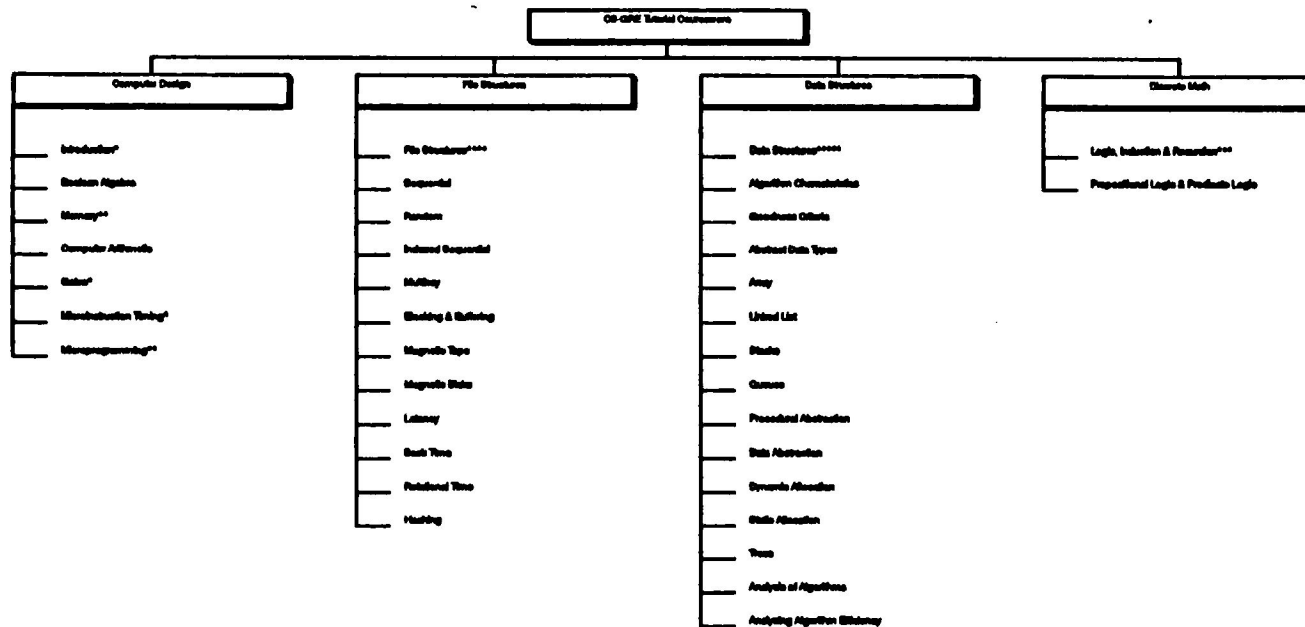 CS-GRE Tutorial Courseware
Computer Design
Introduction*
Boolean Algebra
Memory**
Computer Arithmetic
Gates*
Microinstruction Timing*
Microprogramming**
File Structures
File Structures****
Sequential
Random
Indexed Sequential
Multikey
Blocking & Buffering
Magnetic Tape
Magnetic Disks
Latency
Seek Time
Rotational Time
Hashing
Data Structures
Data Structures*****
Algorithm Characteristics
Goodness Criteria
Abstract Data Types
Array
Linked List
Stacks
Queues
Procedural Abstraction
Data Abstraction
Dynamic Allocation
Static Allocation
Trees
Analysis of Algorithms
Analyzing Algorithm Efficiency
Discrete Math
Logic, Induction & Recursion***
Propositional Logic & Predicate Logic